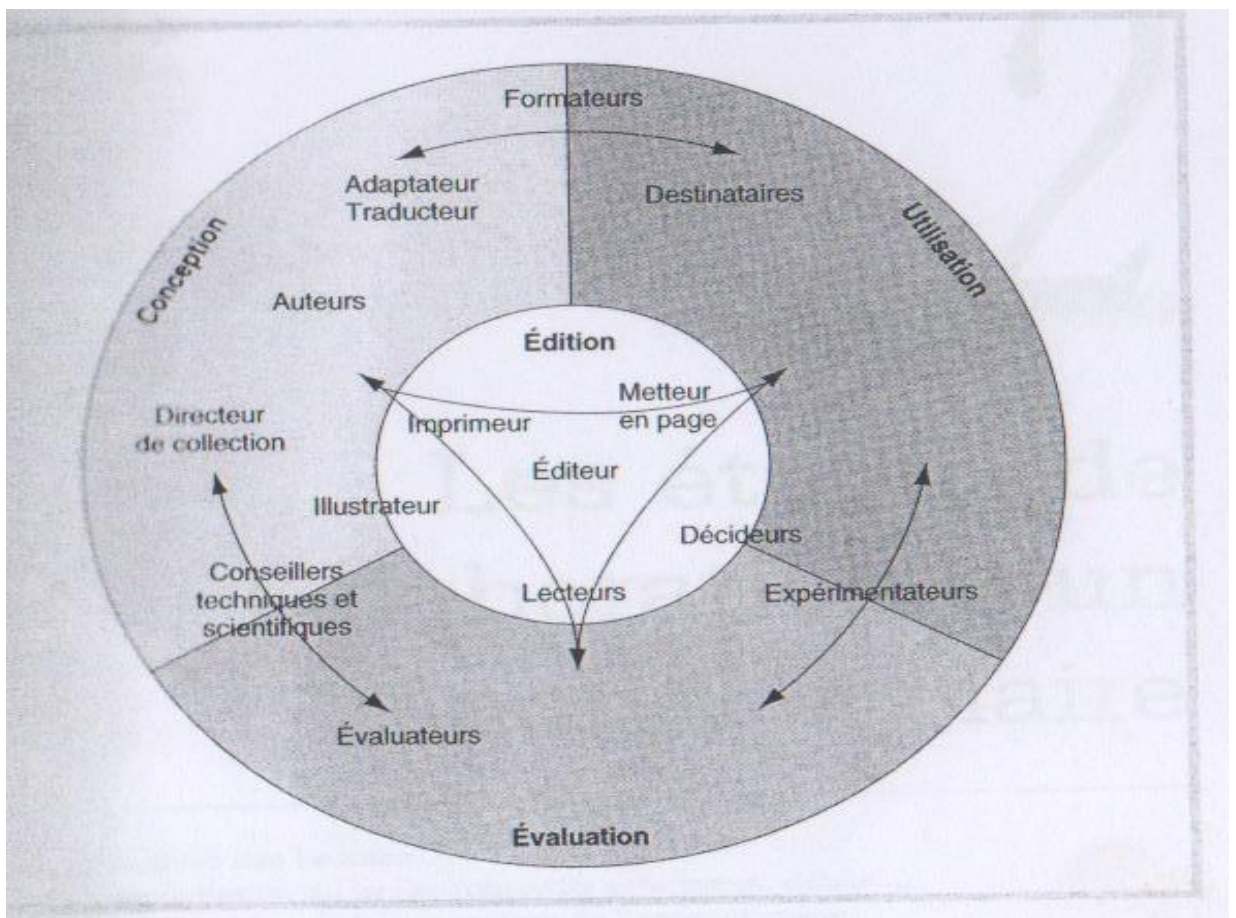 Formateurs
Adaptateur
Traducteur
Destinataires
Conception
Utilisation
Auteurs
Édition
Metteur
en page
Directeur
de collection
Imprimeur
Éditeur
Illustrateur
Décideurs
Conseillers
techniques et
scientifiques
Lecteurs
Expérimentateurs
Évaluateurs
Évaluation
2